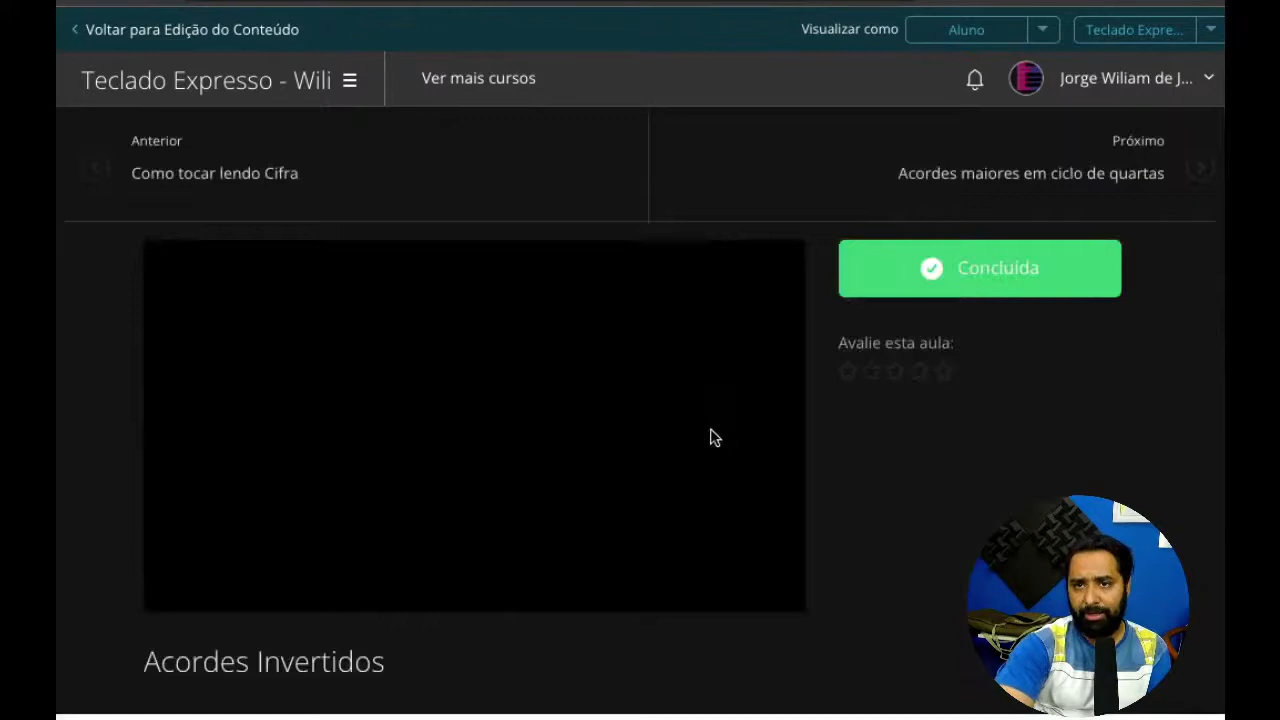 Voltar para Edição do Conteúdo
Visualizar como
Aluno
Teclado Expre...
Teclado Expresso - Wili
Ver mais cursos
Jorge Wiliam de J...
Anterior
Como tocar lendo Cifra
Próximo
Acordes maiores em ciclo de quartas
Concluída
Avalie esta aula:
Acordes Invertidos